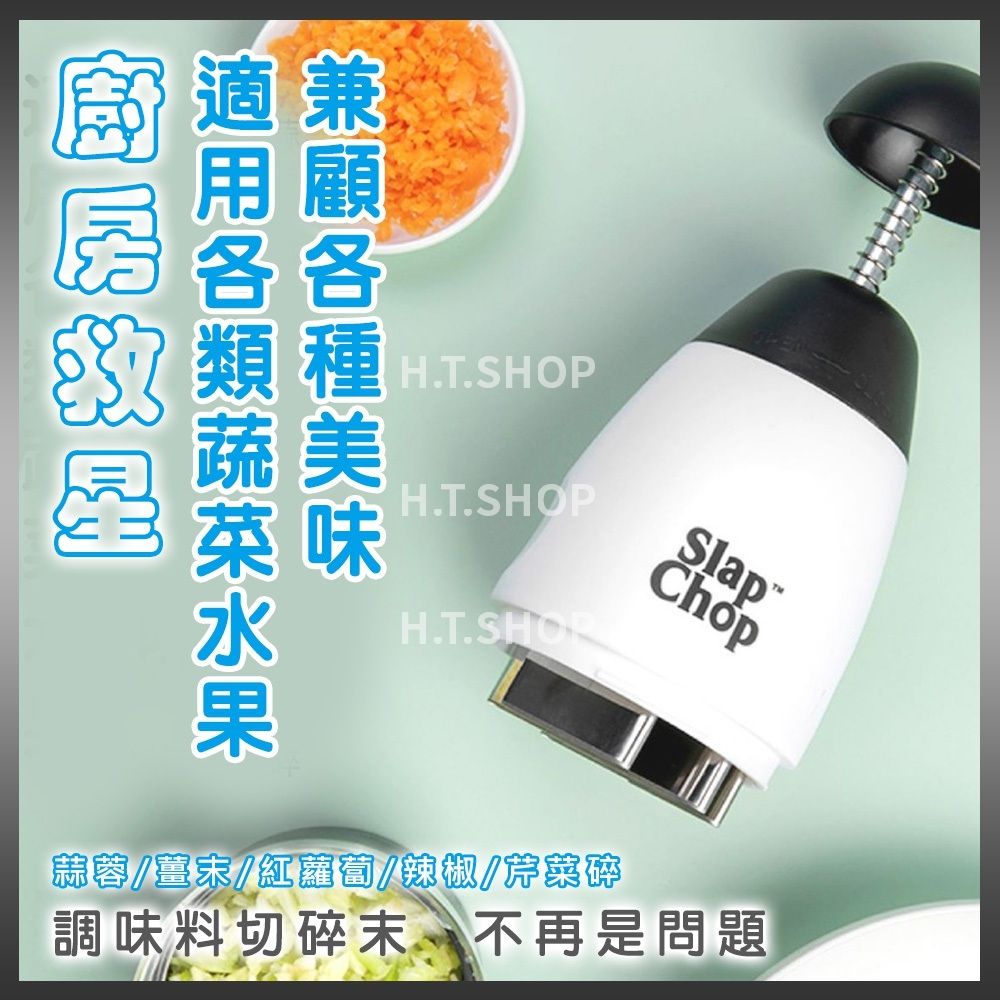 廚房救星
兼顧各種美味
適用各類蔬菜水果
H.T.SHOP
H.T.SHOP
H.T.SHOP
Slap
Chop™
蒜蓉/薑末/紅蘿蔔/辣椒/芹菜碎
調味料切碎末 不再是問題